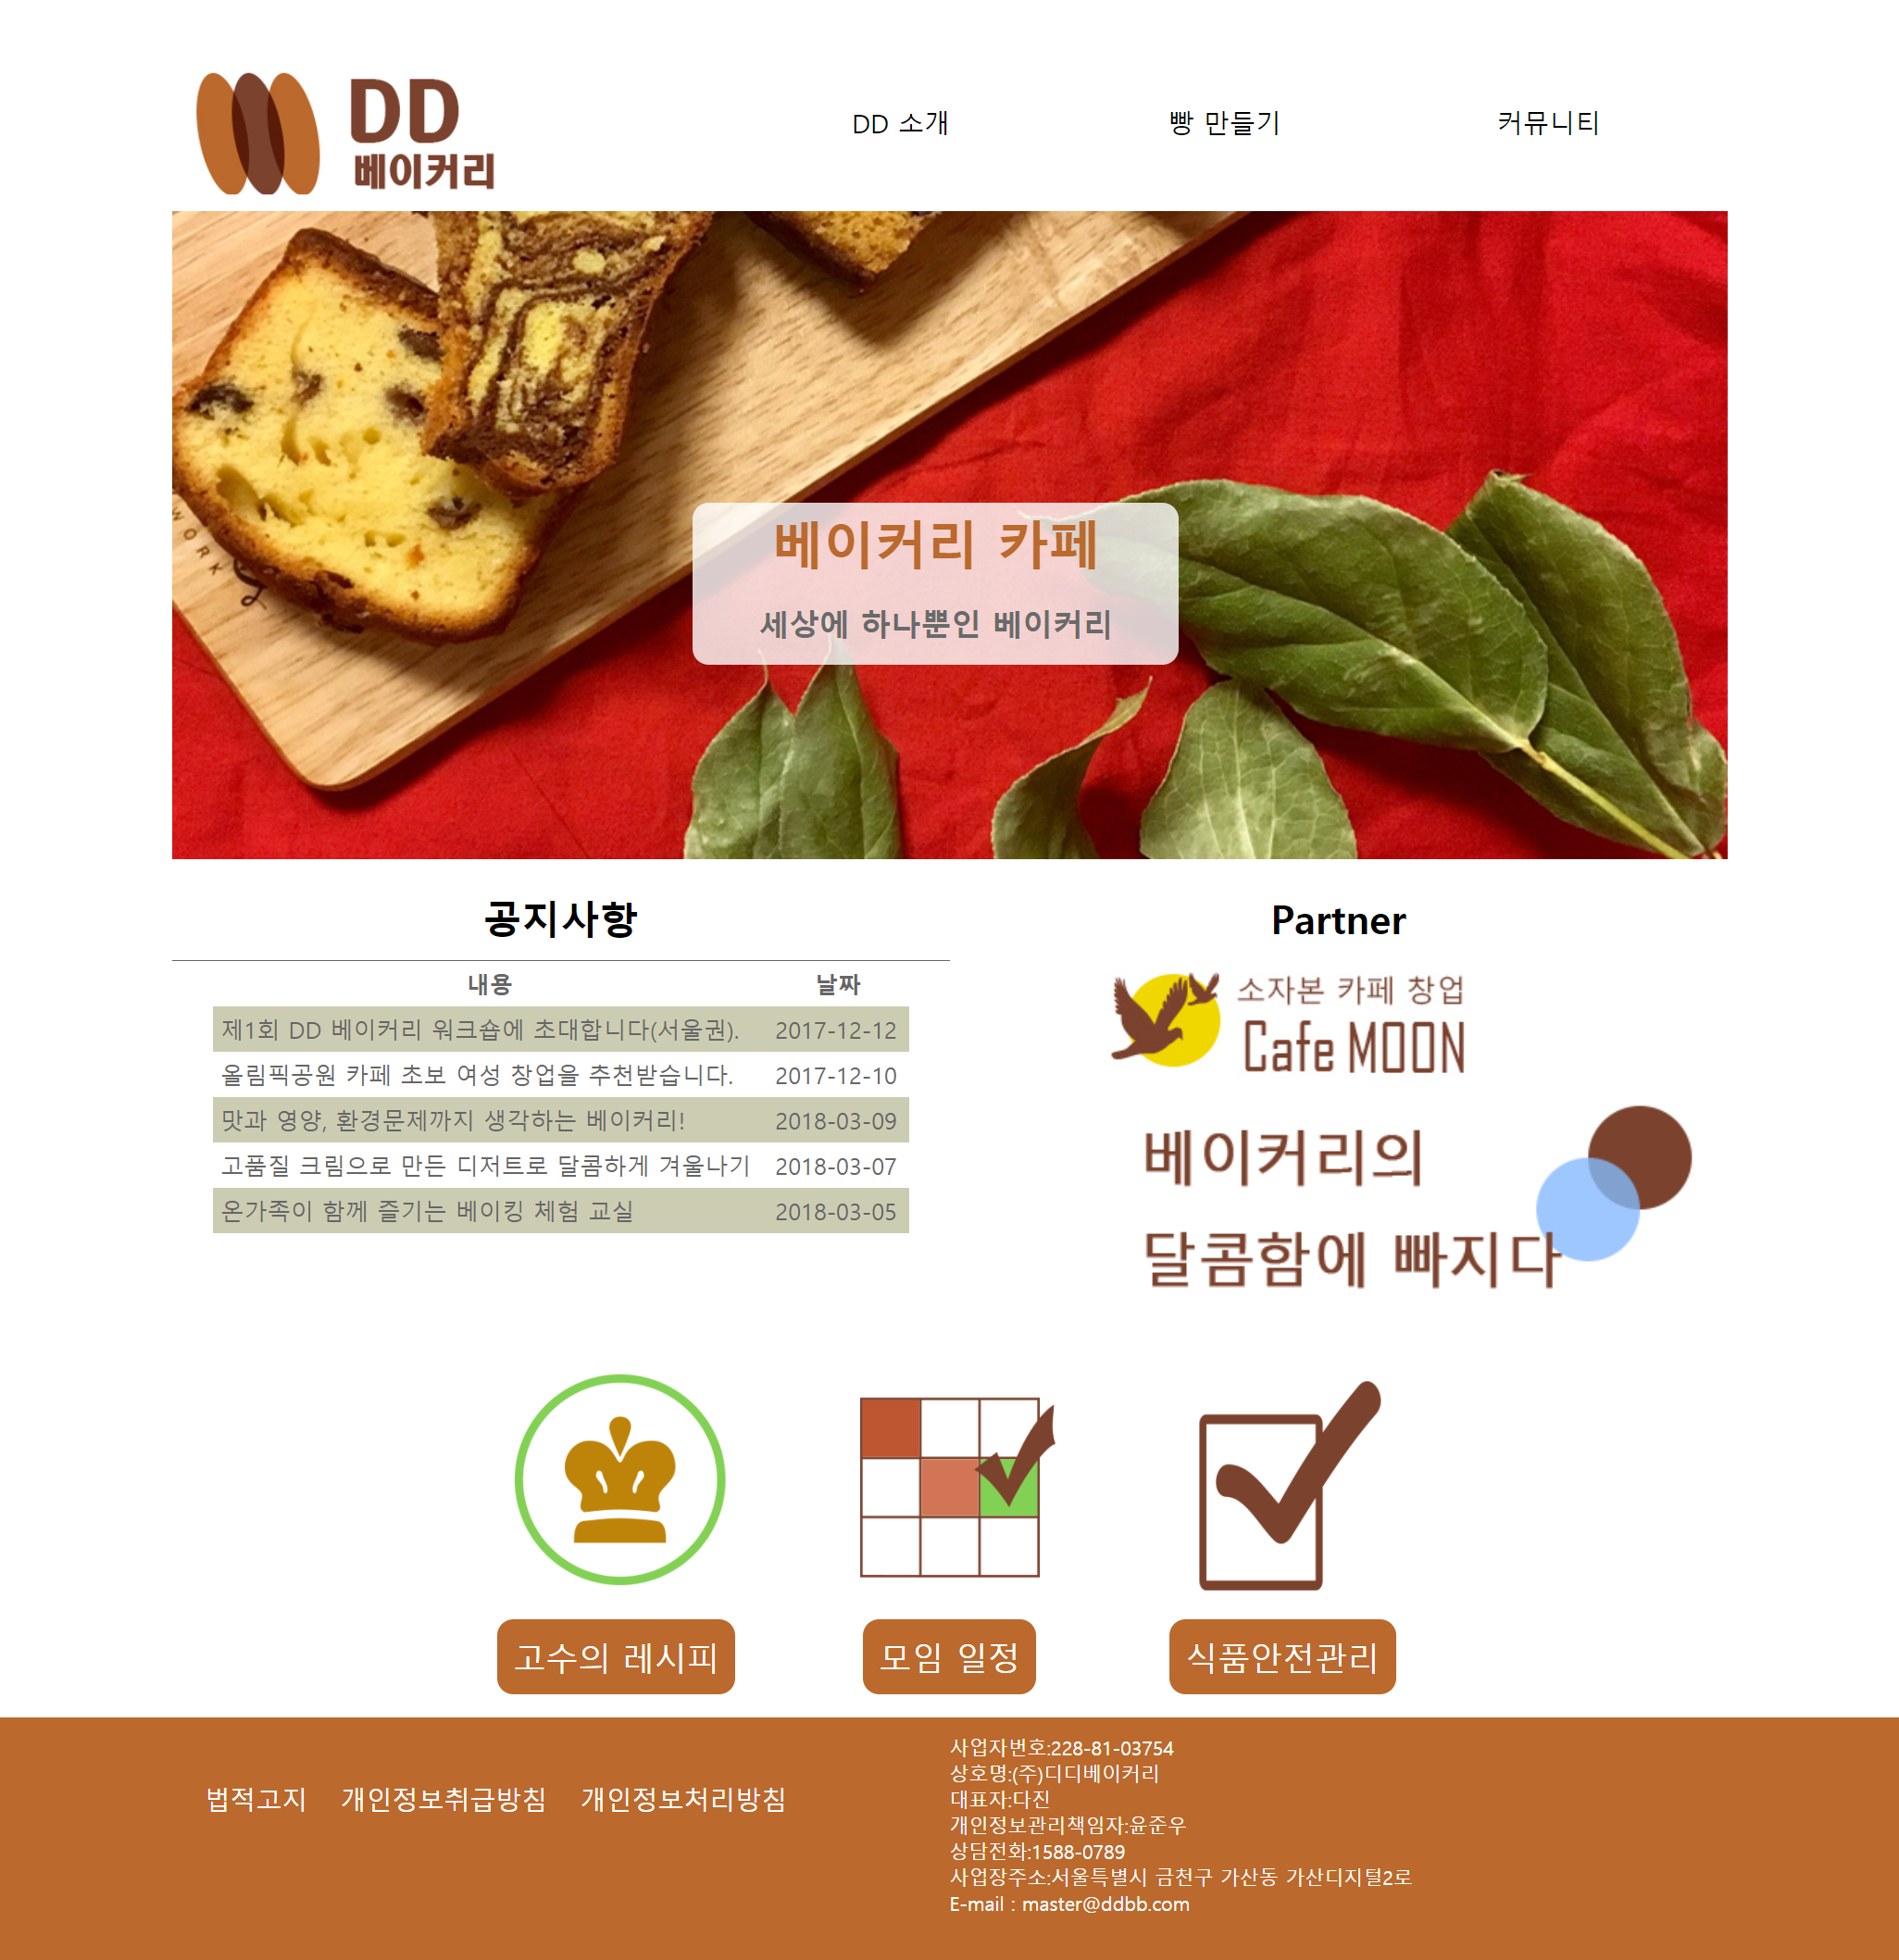 DD
베이커리
DD 소개
빵 만들기
커뮤니티
WORK
베이커리 카페
세상에 하나뿐인 베이커리
공지사항
내용 날짜
제1회 DD 베이커리 워크숍에 초대합니다(서울권). 2017-12-12
올림픽공원 카페 초보 여성 창업을 추천받습니다. 2017-12-10
맛과 영양, 환경문제까지 생각하는 베이커리! 2018-03-09
고품질 크림으로 만든 디저트로 달콤하게 겨울나기 2018-03-07
온가족이 함께 즐기는 베이킹 체험 교실 2018-03-05
Partner
소자본 카페 창업
Cafe MOON
베이커리의
달콤함에 빠지다
고수의 레시피
모임 일정
식품안전관리
법적고지 개인정보취급방침 개인정보처리방침
사업자번호:228-81-03754
상호명:(주)디디베이커리
대표자:다진
개인정보관리책임자:윤준우
상담전화:1588-0789
사업장주소:서울특별시 금천구 가산동 가산디지털2로
E-mail : master@ddbb.com